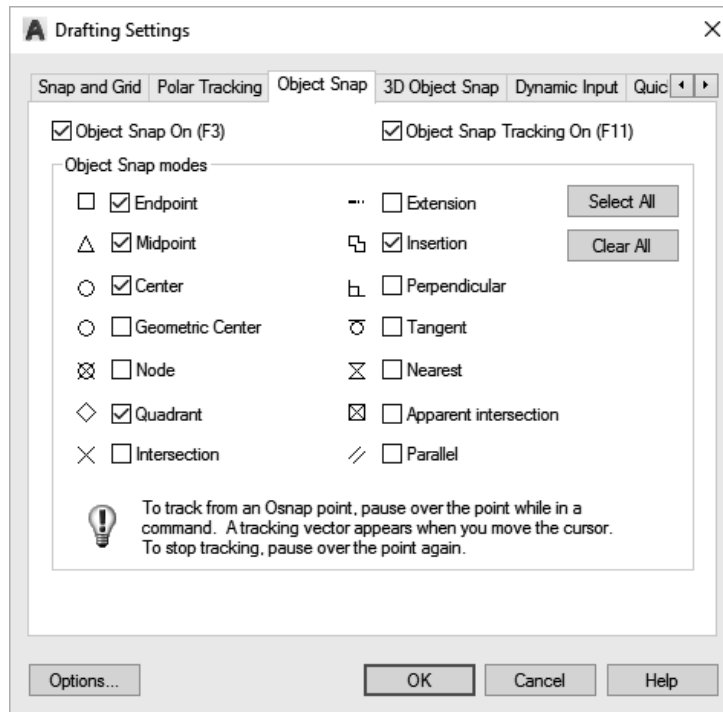 Drafting Settings
Snap and Grid Polar Tracking Object Snap 3D Object Snap Dynamic Input Quic
Object Snap On (F3) Object Snap Tracking On (F11)
Object Snap modes
Endpoint Extension Select All
Midpoint Insertion Clear All
Center Perpendicular
Geometric Center Tangent
Node Nearest
Quadrant Apparent intersection
Intersection Parallel
To track from an Osnap point, pause over the point while in a
command. A tracking vector appears when you move the cursor.
To stop tracking, pause over the point again.
Options... OK Cancel Help